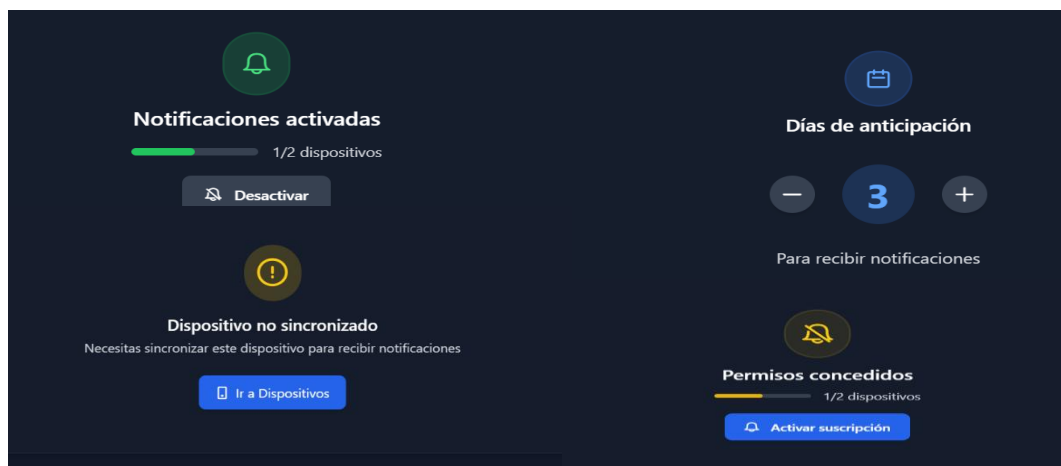 Notificaciones activadas
1/2 dispositivos
Desactivar
Dispositivo no sincronizado
Necesitas sincronizar este dispositivo para recibir notificaciones
Ir a Dispositivos
Días de anticipación
3
Para recibir notificaciones
Permisos concedidos
1/2 dispositivos
Activar suscripción